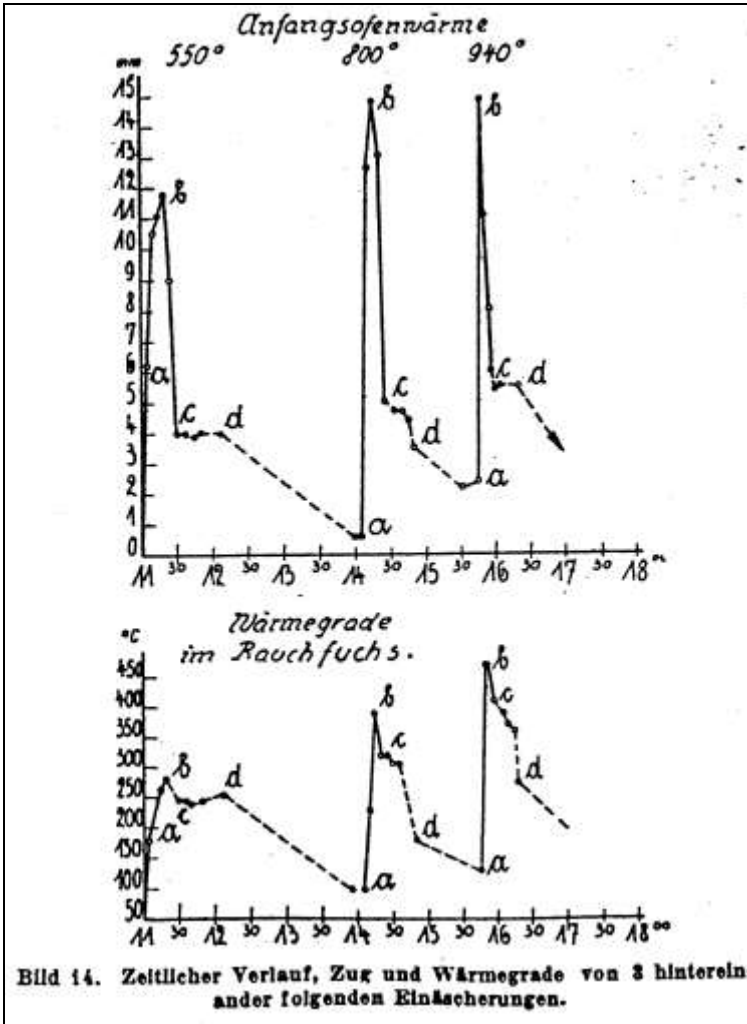 Anfangsofenwärme
550° 800° 940°
mm
15
14
13
12
11
10
9
8
7
6
5
4
3
2
1
0
a b c d
a b c d
a b c d
11 30 12 30 13 30 14 30 15 30 16 30 17 30 18 00
Wärmegrade
im Rauchfuchs.
°C
450
400
350
300
250
200
150
100
50
a b c d
a b c d
a b c d
11 30 12 30 13 30 14 30 15 30 16 30 17 30 18 00
Bild 14. Zeitlicher Verlauf, Zug und Wärmegrade von 3 hinterein
ander folgenden Einäscherungen.